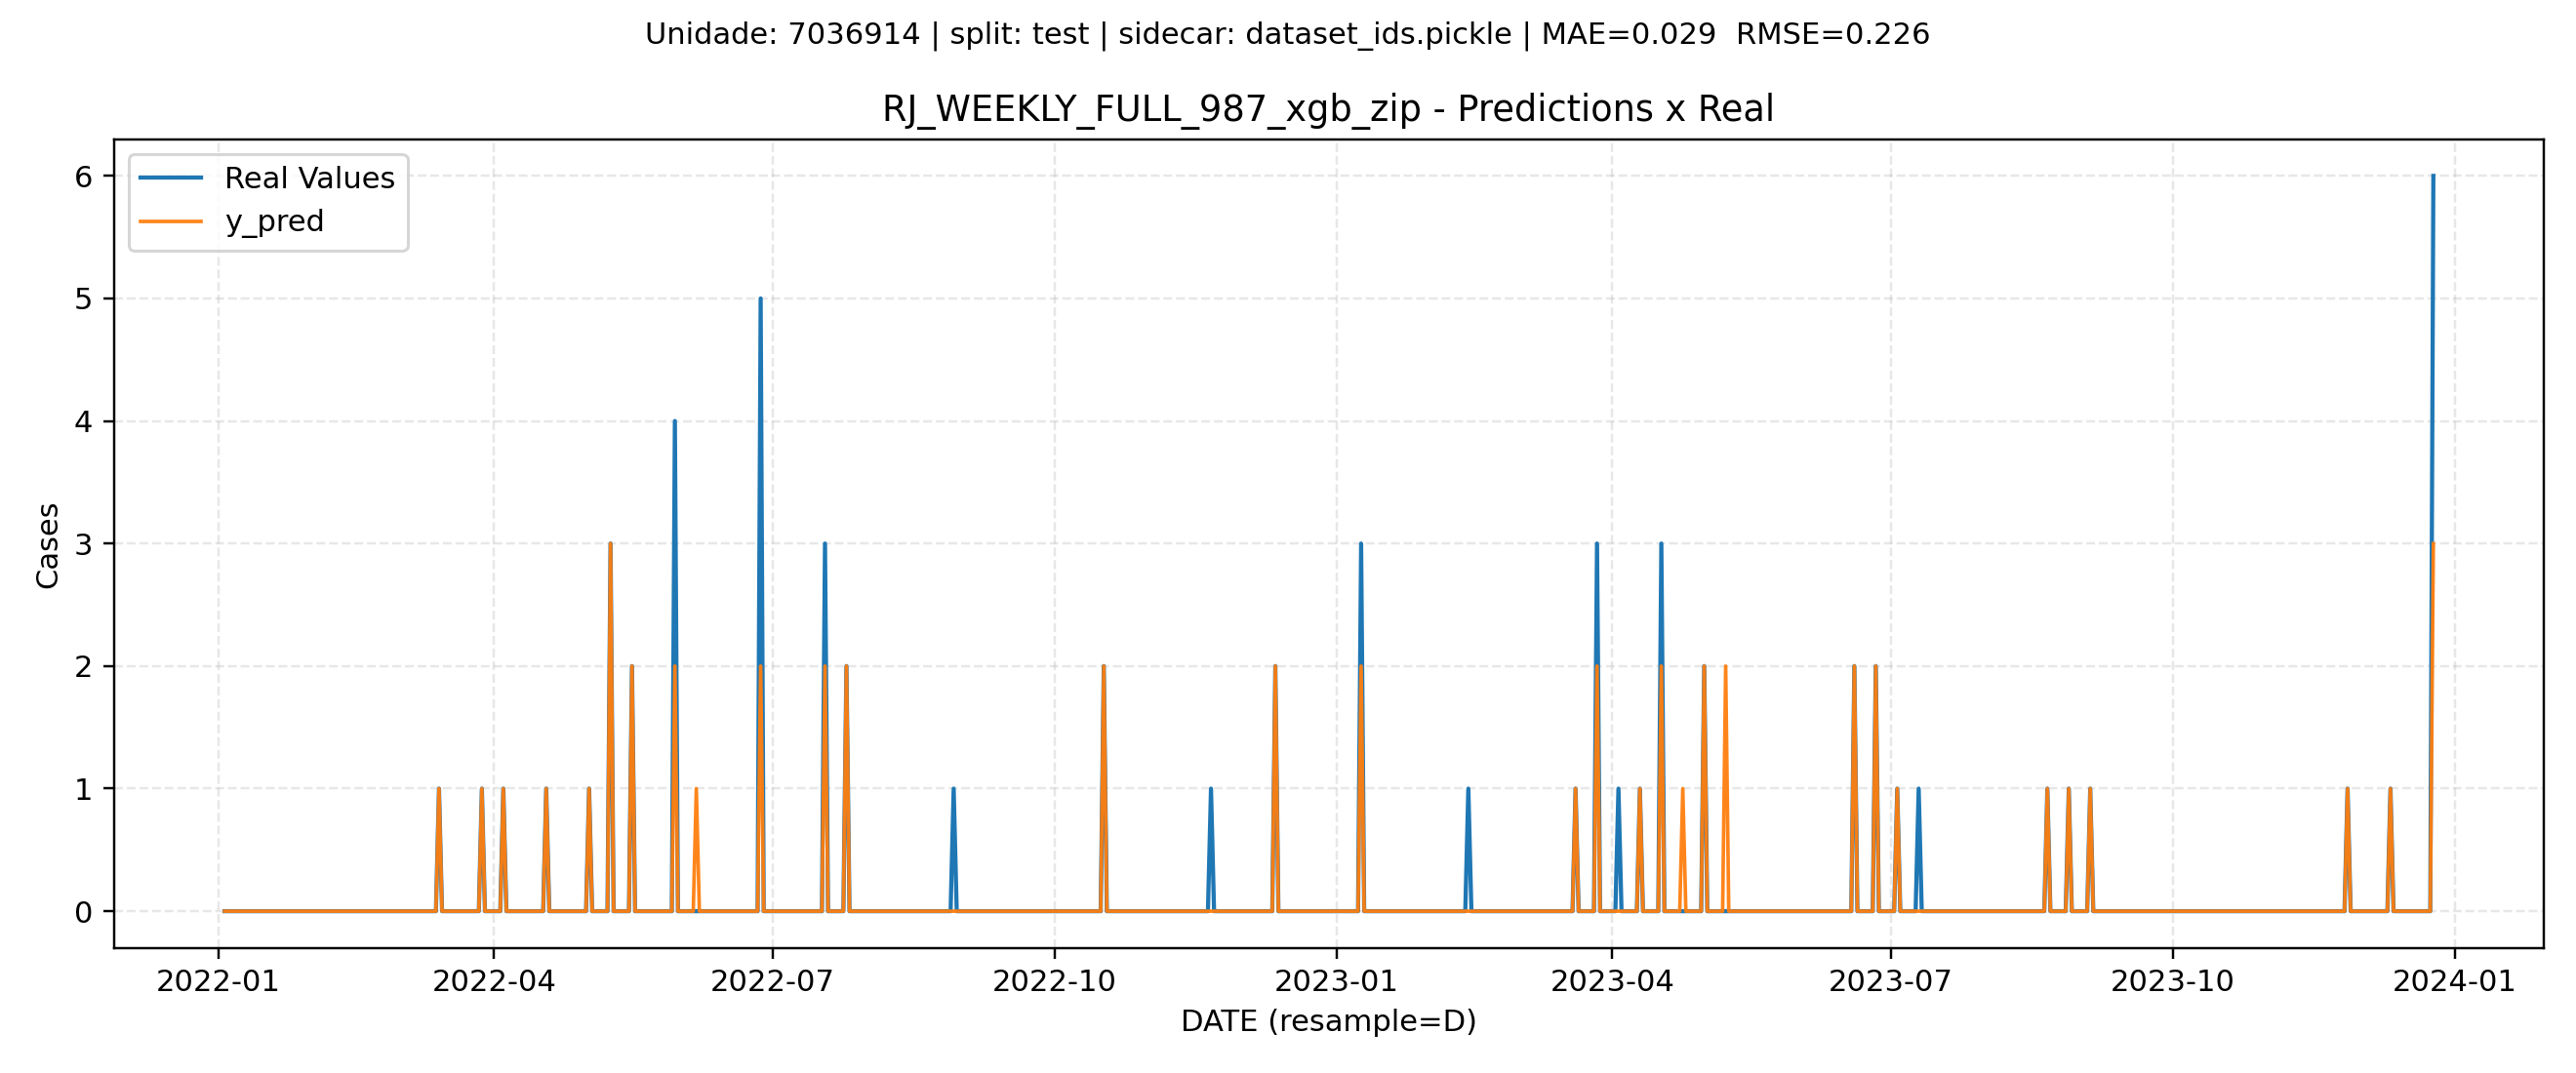 Unidade: 7036914 | split: test | sidecar: dataset_ids.pickle | MAE=0.029  RMSE=0.226
RJ_WEEKLY_FULL_987_xgb_zip - Predictions x Real
Real Values
y_pred
6
5
4
3
2
1
0
Cases
2022-01
2022-04
2022-07
2022-10
2023-01
2023-04
2023-07
2023-10
2024-01
DATE (resample=D)